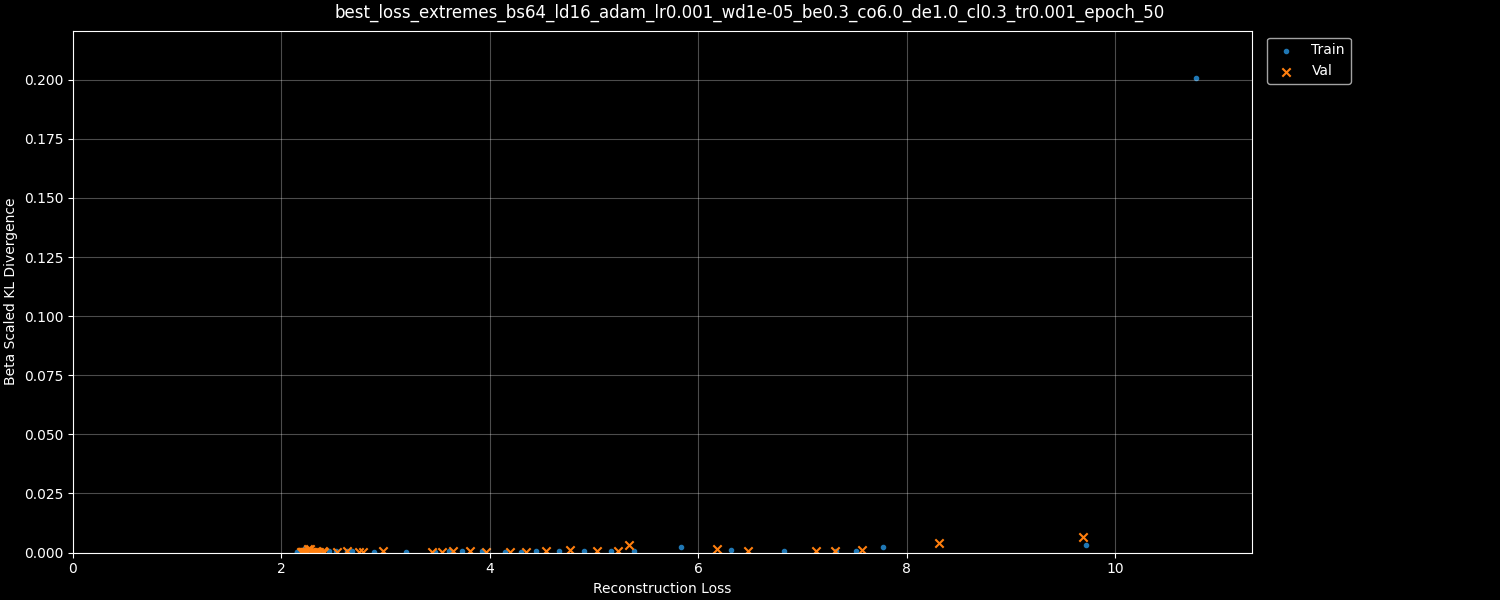 best_loss_extremes_bs64_ld16_adam_lr0.001_wd1e-05_be0.3_co6.0_de1.0_cl0.3_tr0.001_epoch_50
Train
Val
Beta Scaled KL Divergence
0.200
0.175
0.150
0.125
0.100
0.075
0.050
0.025
0.000
0 2 4 6 8 10
Reconstruction Loss